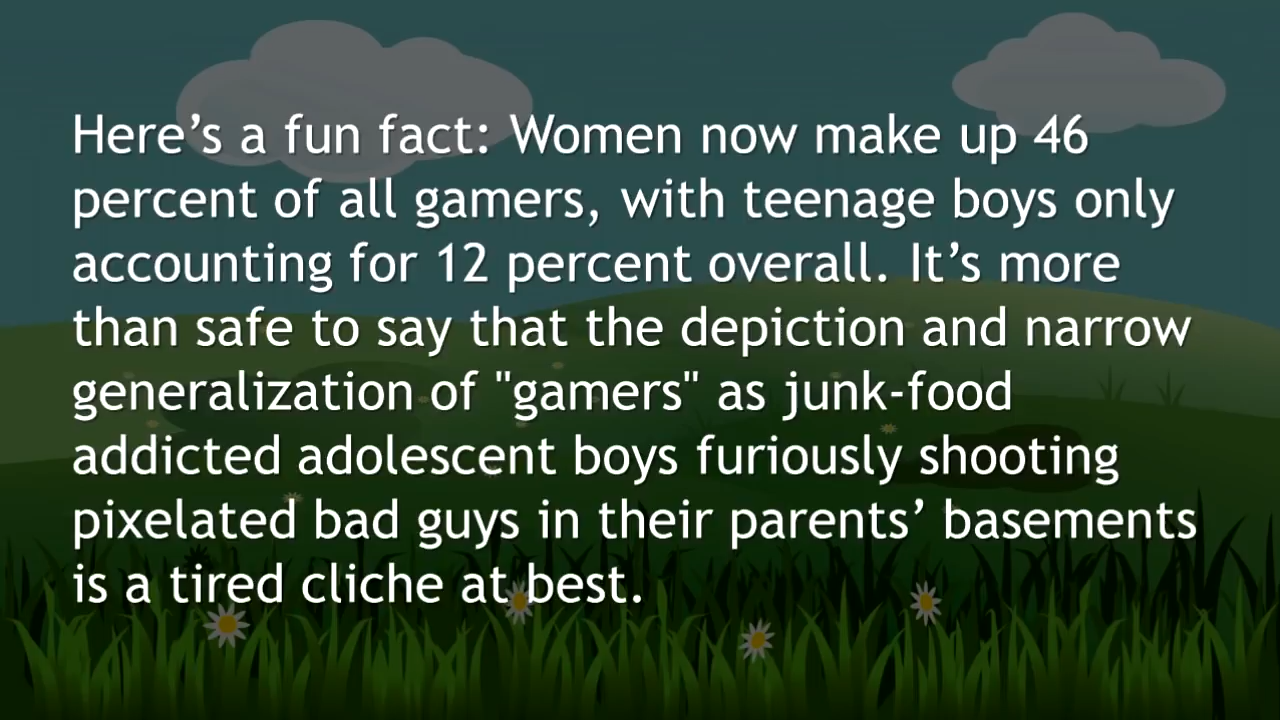 Here’s a fun fact: Women now make up 46
percent of all gamers, with teenage boys only
accounting for 12 percent overall. It’s more
than safe to say that the depiction and narrow
generalization of "gamers" as junk-food
addicted adolescent boys furiously shooting
pixelated bad guys in their parents’ basements
is a tired cliche at best.